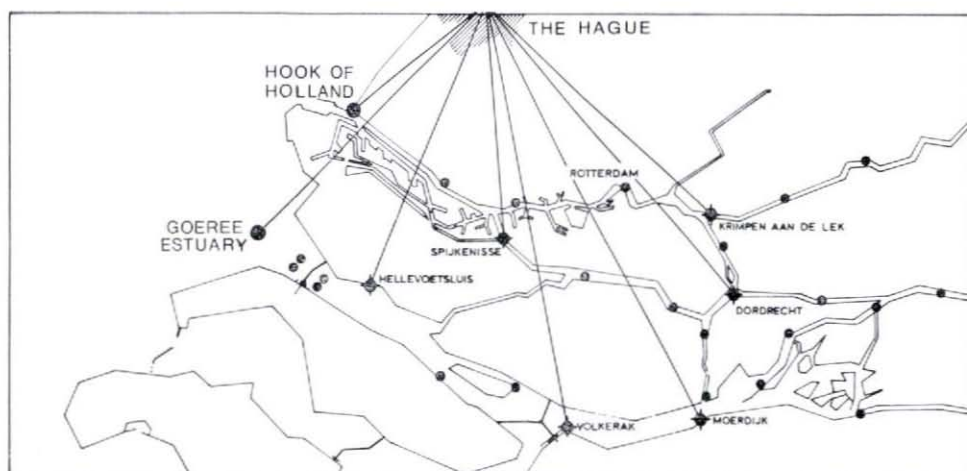 THE HAGUE
HOOK OF
HOLLAND
ROTTERDAM
GOEREE
ESTUARY
KRIMPEN AAN DE LEK
SPIJKENISSE
HELLEVOETSLUIS
DORDRECHT
VOLKERAK
MOERDIJK